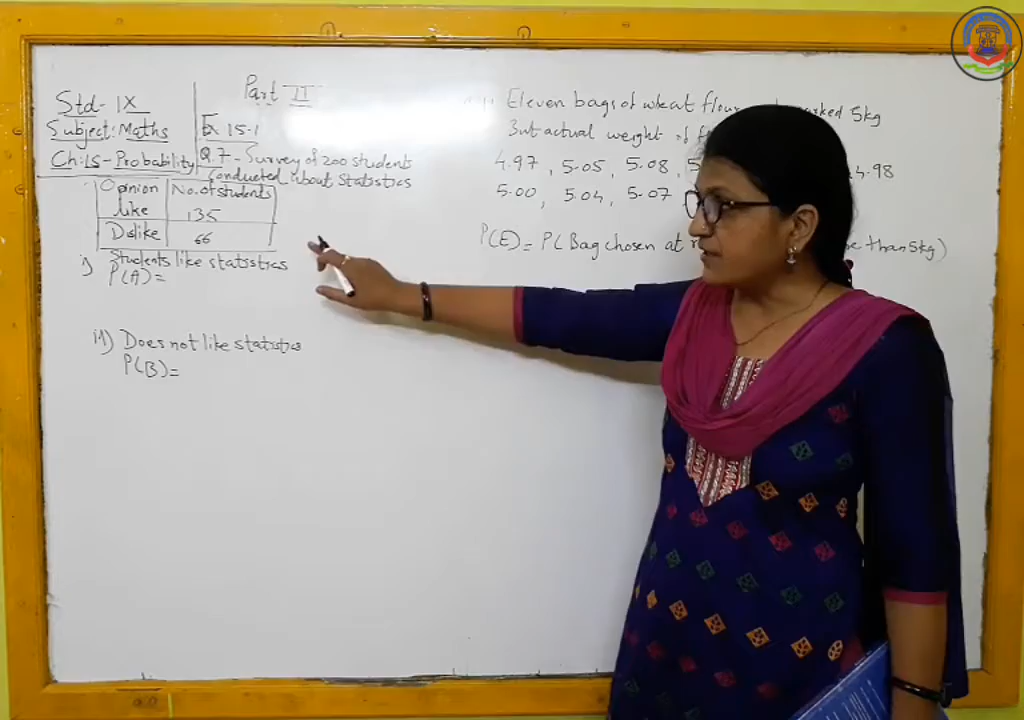 Std- IX
Subject: Maths
Ch:15-Probability
Part II
Ex 15.1
Q.7 - Survey of 200 students
conducted about statistics
Opinion No. of students
like 135
Dislike 66
i) Students like statistics
P(A)=
ii) Does not like statistics
P(B)=
Eleven bags of wheat flour marked 5kg
But actual weight of
4.97, 5.05, 5.08, 4.98
5.00, 5.04, 5.07
P(E)= P(Bag chosen at than 5kg)